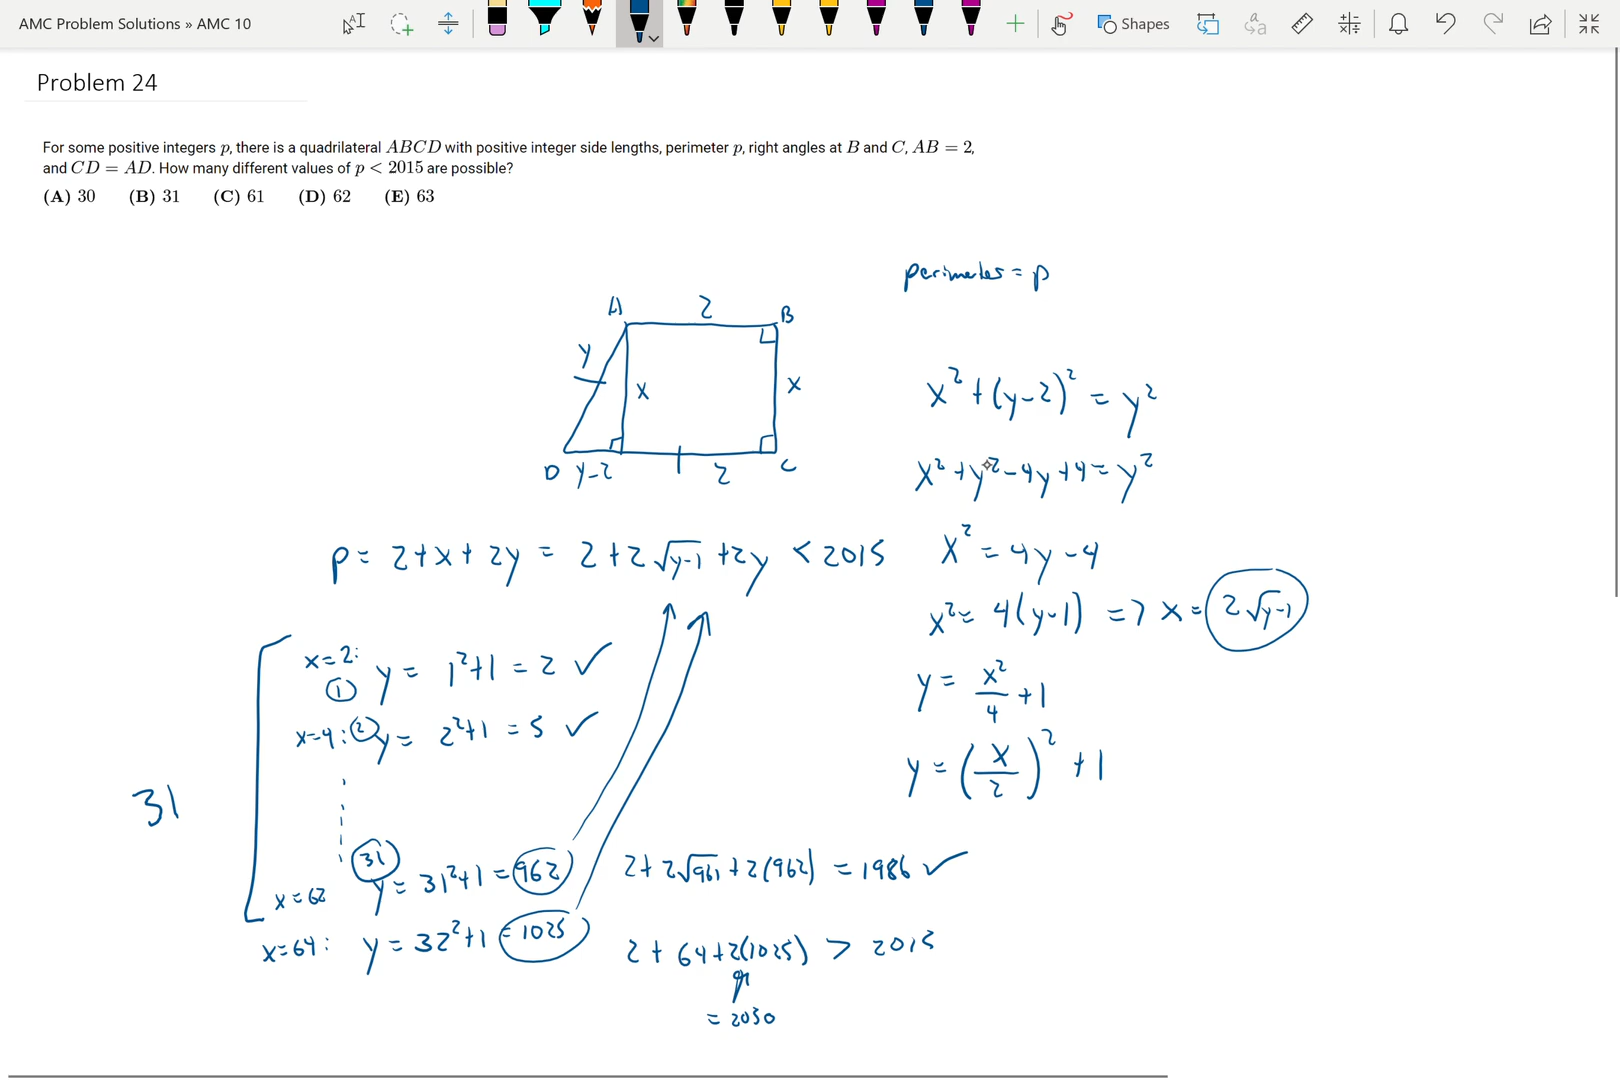 AMC Problem Solutions » AMC 10
Shapes
Problem 24
For some positive integers p, there is a quadrilateral ABCD with positive integer side lengths, perimeter p, right angles at B and C, AB = 2,
and CD = AD. How many different values of p < 2015 are possible?
(A) 30 (B) 31 (C) 61 (D) 62 (E) 63
perimeter = p
A 2 B
y x x
D y-2 2 C
x² + (y-2)² = y²
x² + y² - 4y + 4 = y²
x² = 4y - 4
x² = 4(y-1) => x = 2√y-1
y = x²/4 + 1
y = (x/2)² + 1
p = 2 + x + 2y = 2 + 2√y-1 + 2y < 2015
x=2: ① y = 1²+1 = 2 ✓
x=4: ② y = 2²+1 = 5 ✓
31
x=62 ㉛ y = 31²+1 = 962 2 + 2√961 + 2(962) = 1986 ✓
x=64: y = 32²+1 = 1025 2 + 64 + 2(1025) > 2015
= 2050